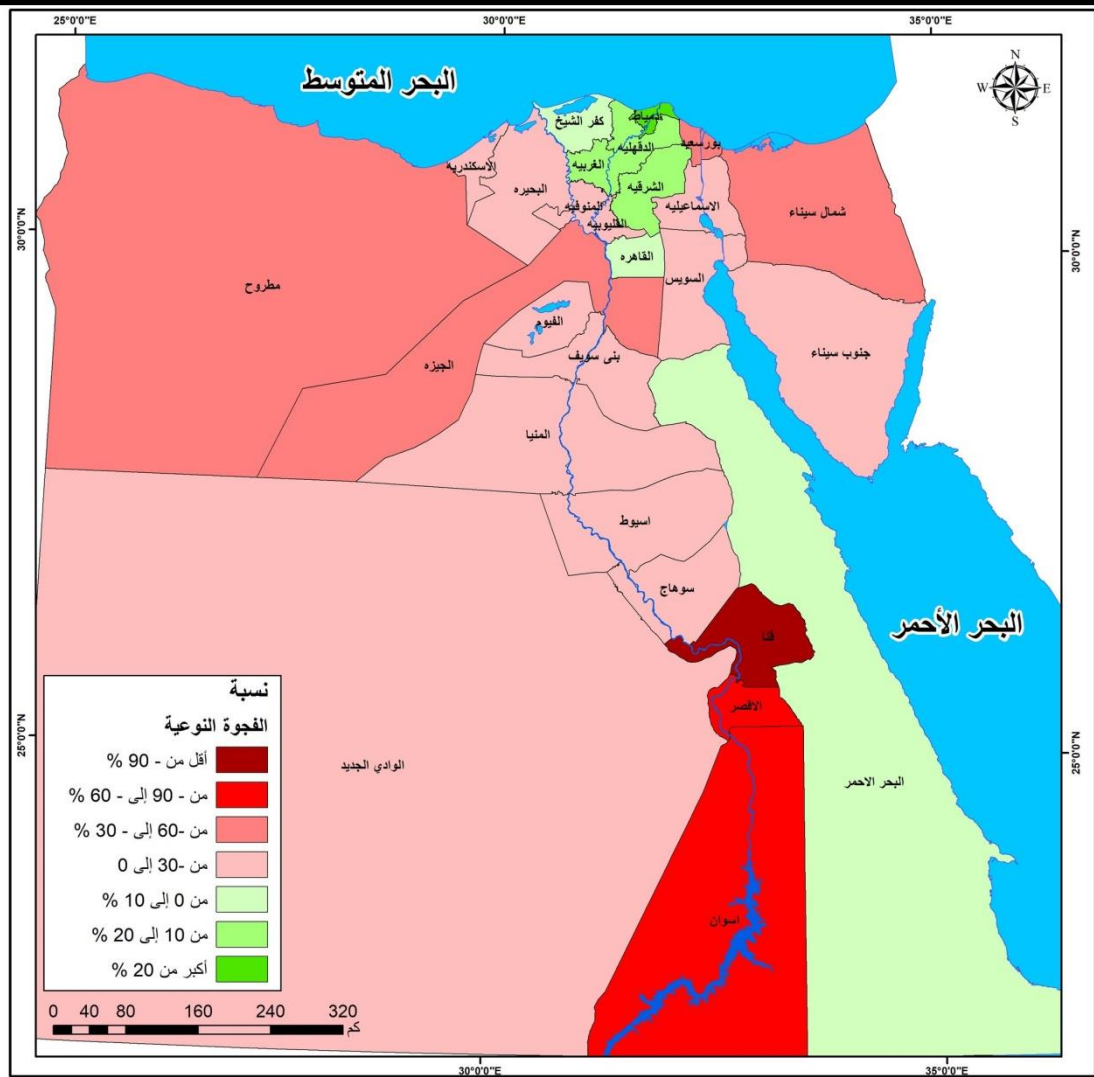 25°0'0"E
30°0'0"E
35°0'0"E
N
W
E
S
البحر المتوسط
دمياط
كفر الشيخ
الدقهليه
بورسعيد
الغربيه
الأسكندريه
البحيره
الشرقيه
المنوفيه
الاسماعيليه
شمال سيناء
القليوبيه
30°0'0"N
30°0'0"N
القاهره
السويس
مطروح
الفيوم
جنوب سيناء
بنى سويف
الجيزه
المنيا
اسيوط
سوهاج
البحر الأحمر
قنا
الاقصر
نسبة
الفجوة النوعية
أقل من - 90 %
من - 90 إلى - 60 %
من -60 إلى - 30 %
من -30 إلى 0
من 0 إلى 10 %
من 10 إلى 20 %
أكبر من 20 %
25°0'0"N
25°0'0"N
الوادي الجديد
البحر الاحمر
اسوان
0 40 80 160 240 320
كم
30°0'0"E
35°0'0"E